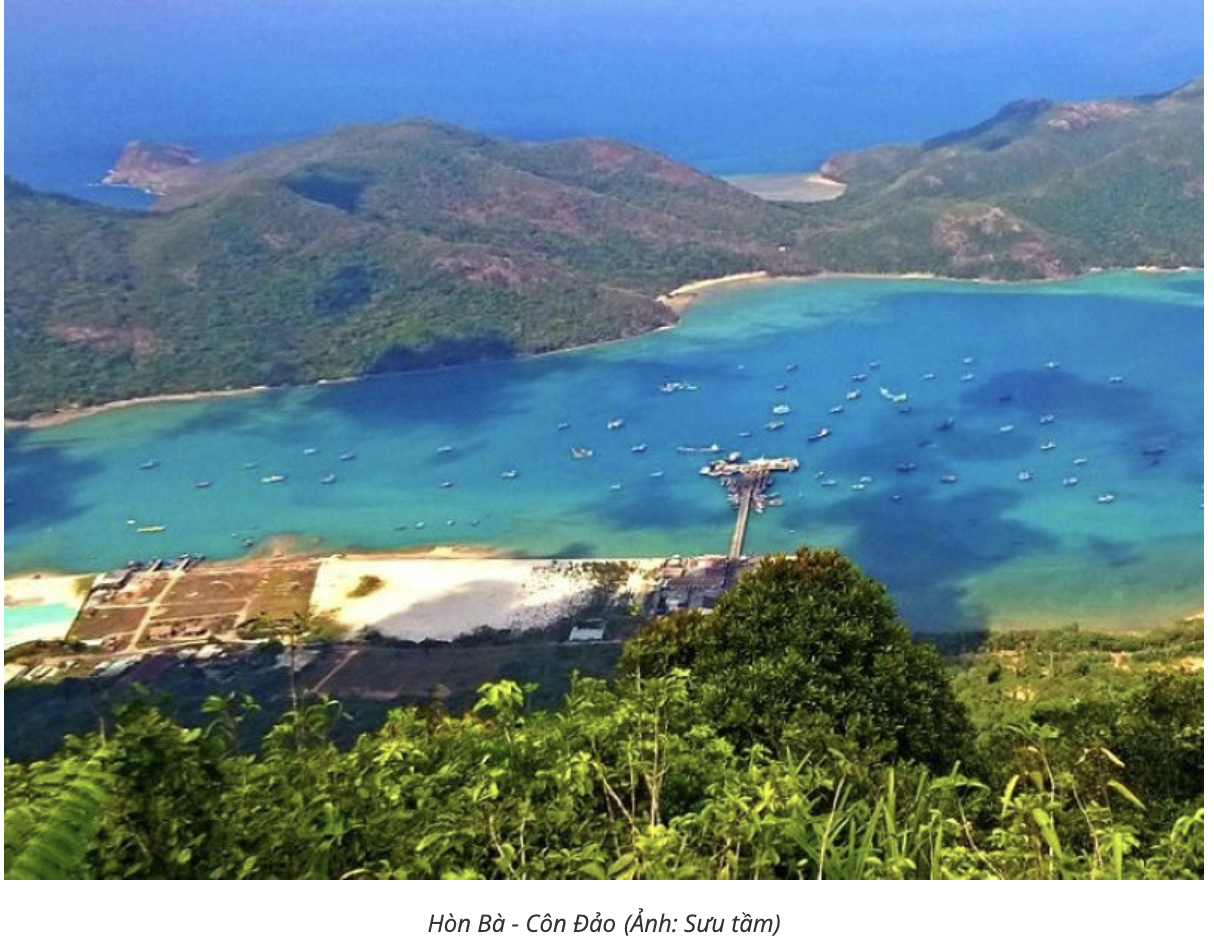 Hòn Bà - Côn Đảo (Ảnh: Sưu tầm)